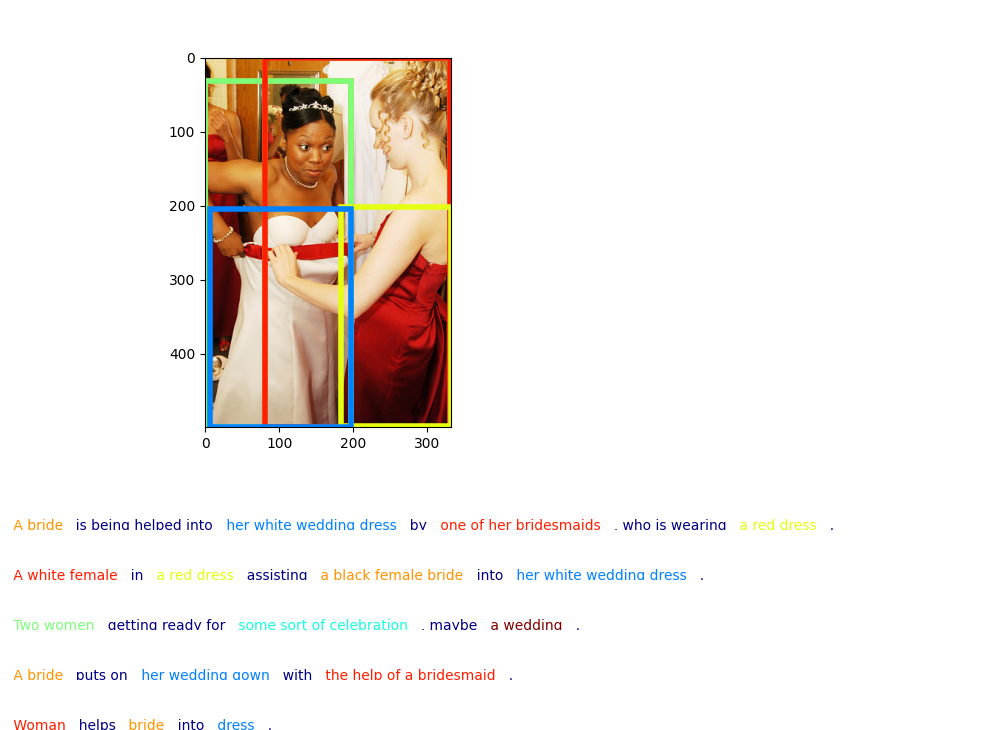 0
100
200
300
400
0 100 200 300
A bride is being helped into her white wedding dress by one of her bridesmaids , who is wearing a red dress .
A white female in a red dress assisting a black female bride into her white wedding dress .
Two women getting ready for some sort of celebration , maybe a wedding .
A bride puts on her wedding gown with the help of a bridesmaid .
Woman helps bride into dress .